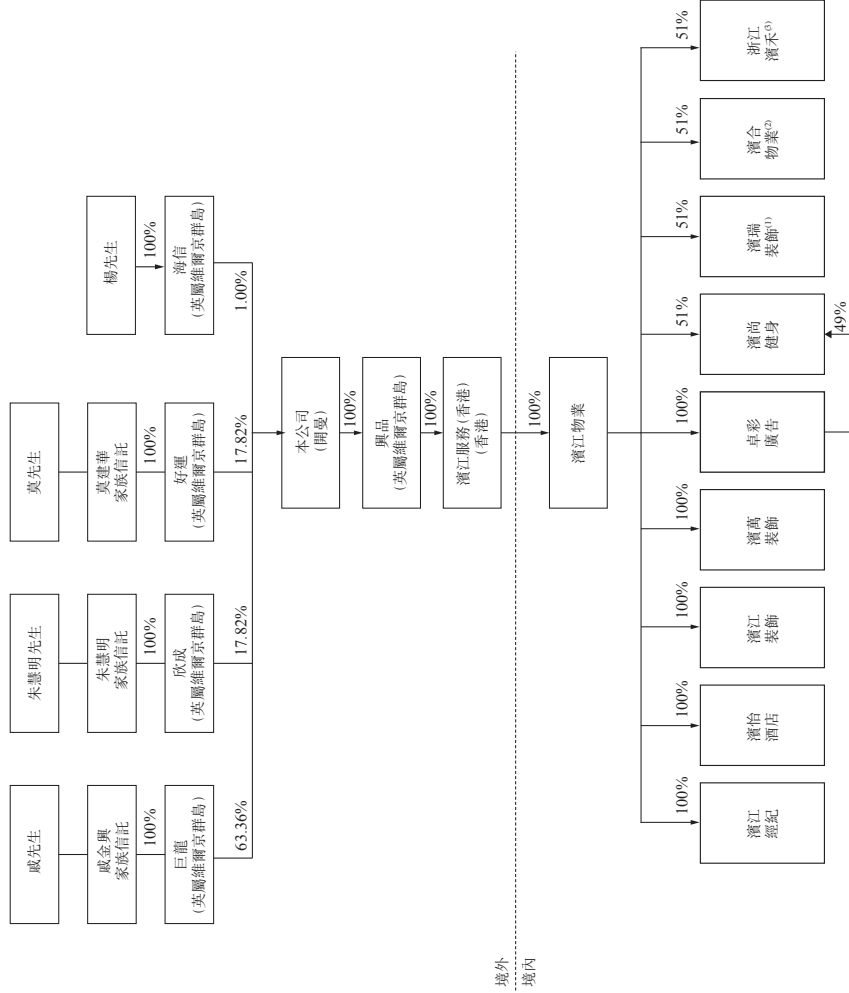 戚先生
朱慧明先生
莫先生
楊先生
戚金興
家族信託
朱慧明
家族信託
莫建華
家族信託
100%
100%
100%
100%
巨龍
(英屬維爾京群島)
欣成
(英屬維爾京群島)
好運
(英屬維爾京群島)
海信
(英屬維爾京群島)
63.36%
17.82%
17.82%
1.00%
本公司
(開曼)
100%
興品
(英屬維爾京群島)
100%
濱江服務(香港)
(香港)
境外
境內
100%
濱江物業
100%
100%
100%
100%
100%
51%
51%
51%
51%
濱江
經紀
濱怡
酒店
濱江
裝飾
濱萬
裝飾
卓彩
廣告
濱尚
健身
濱瑞
裝飾(1)
濱合
物業(2)
浙江
濱禾(3)
49%